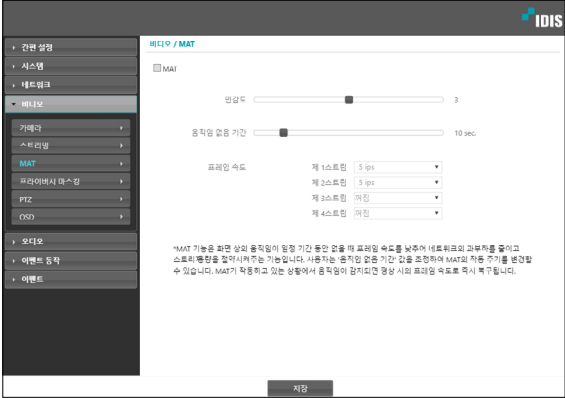 IDIS
간편 설정
시스템
네트워크
비디오
카메라
스트리밍
MAT
프라이버시 마스킹
PTZ
OSD
오디오
이벤트 동작
이벤트
비디오 / MAT
MAT
민감도 3
움직임 없음 기간 10 sec.
프레임 속도 제 1스트림 5 ips
제 2스트림 5 ips
제 3스트림 꺼짐
제 4스트림 꺼짐
*MAT 기능은 화면 상의 움직임이 일정 기간 동안 없을 때 프레임 속도를 낮추어 네트워크의 과부하를 줄이고
스토리용량을 절약시켜주는 기능입니다. 사용자는 '움직임 없음 기간' 값을 조정하여 MAT의 작동 주기를 변경할
수 있습니다. MAT가 작동하고 있는 상황에서 움직임이 감지되면 평상 시의 프레임 속도로 즉시 복구됩니다.
저장